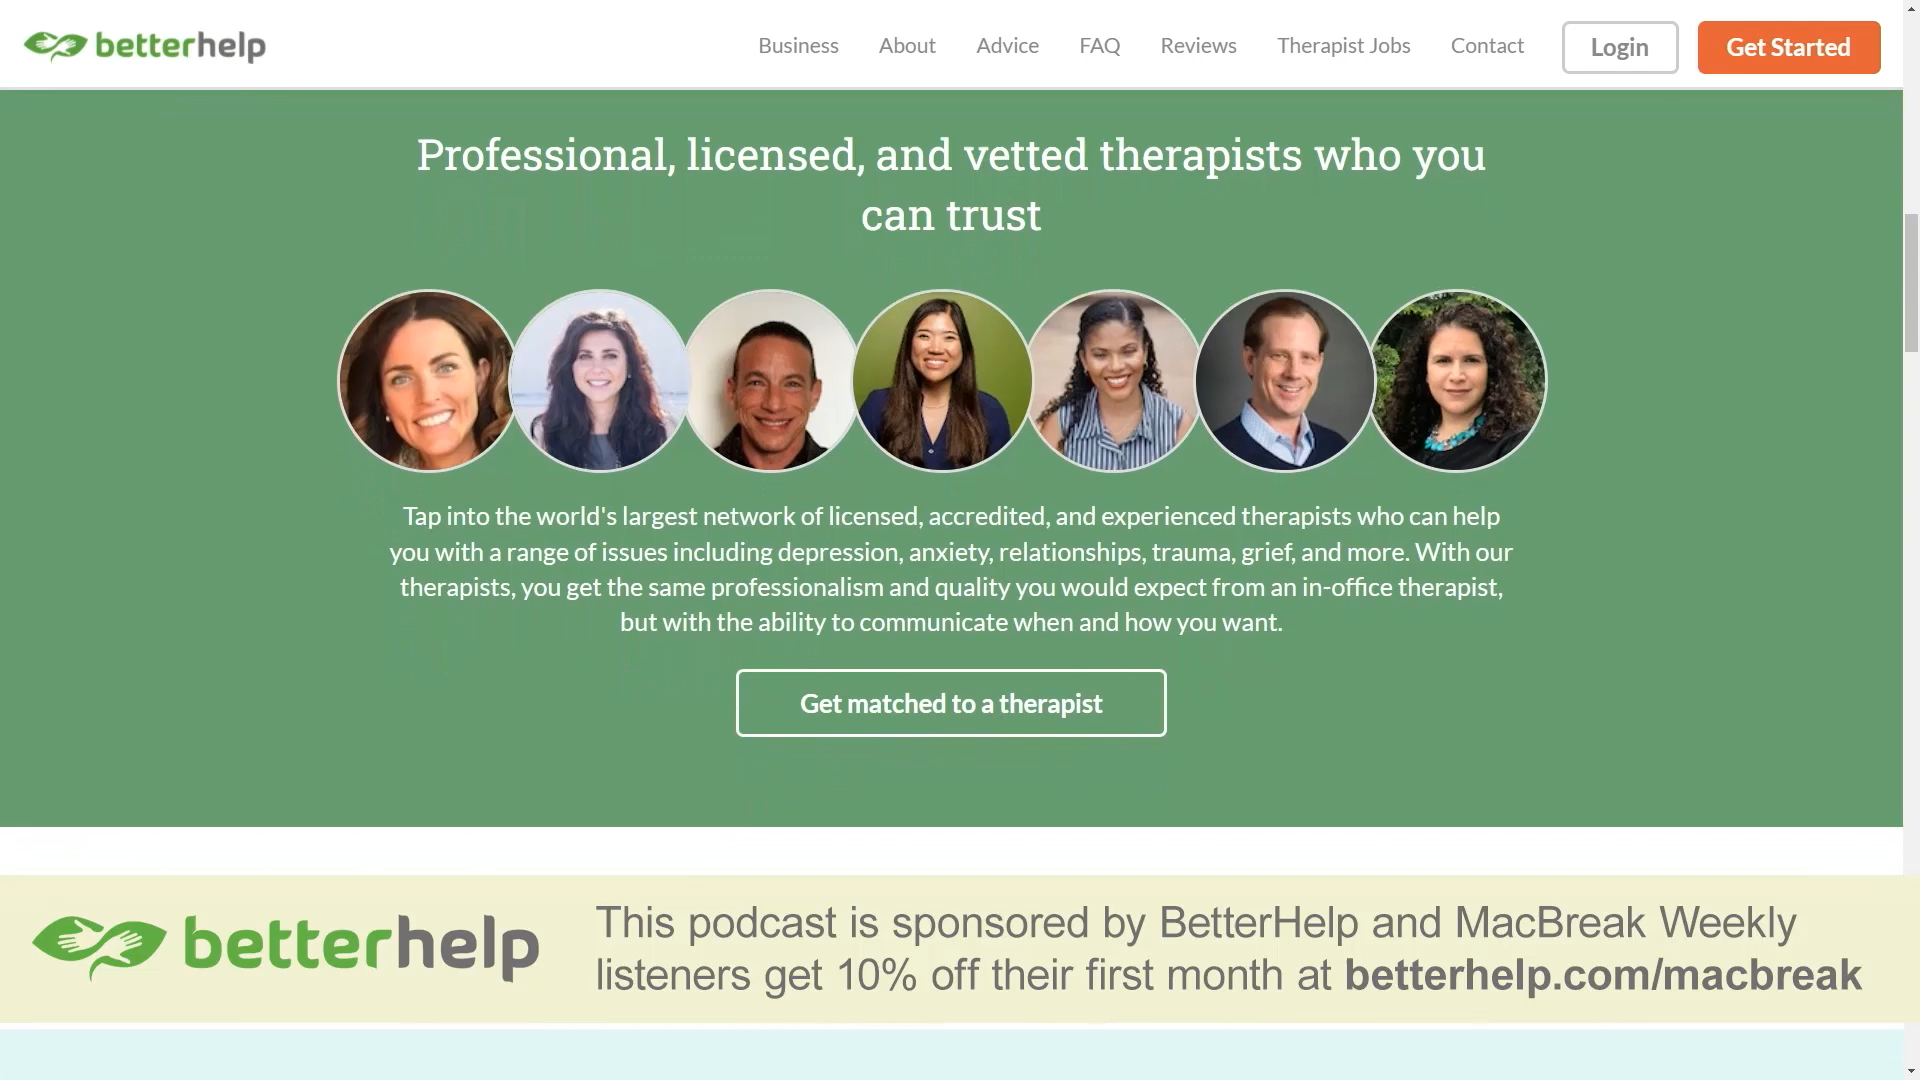 betterhelp
Business About Advice FAQ Reviews Therapist Jobs Contact Login Get Started
Professional, licensed, and vetted therapists who you
can trust
Tap into the world's largest network of licensed, accredited, and experienced therapists who can help
you with a range of issues including depression, anxiety, relationships, trauma, grief, and more. With our
therapists, you get the same professionalism and quality you would expect from an in-office therapist,
but with the ability to communicate when and how you want.
Get matched to a therapist
betterhelp
This podcast is sponsored by BetterHelp and MacBreak Weekly
listeners get 10% off their first month at betterhelp.com/macbreak